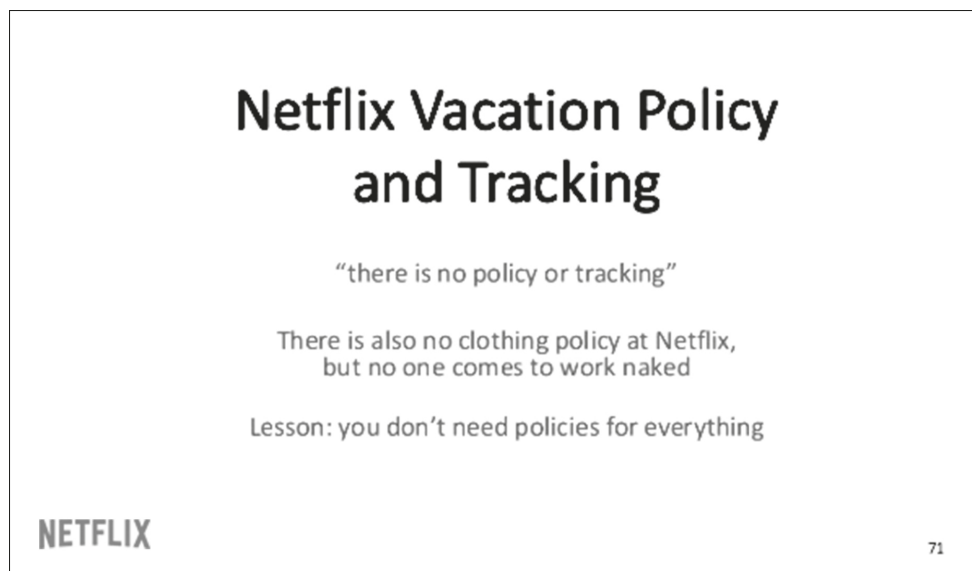 Netflix Vacation Policy
and Tracking
“there is no policy or tracking”
There is also no clothing policy at Netflix,
but no one comes to work naked
Lesson: you don’t need policies for everything
NETFLIX
71